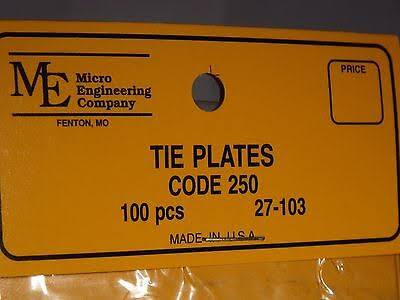 ME Micro
Engineering
Company
FENTON, MO
PRICE
TIE PLATES
CODE 250
100 pcs 27-103
MADE IN U.S.A.